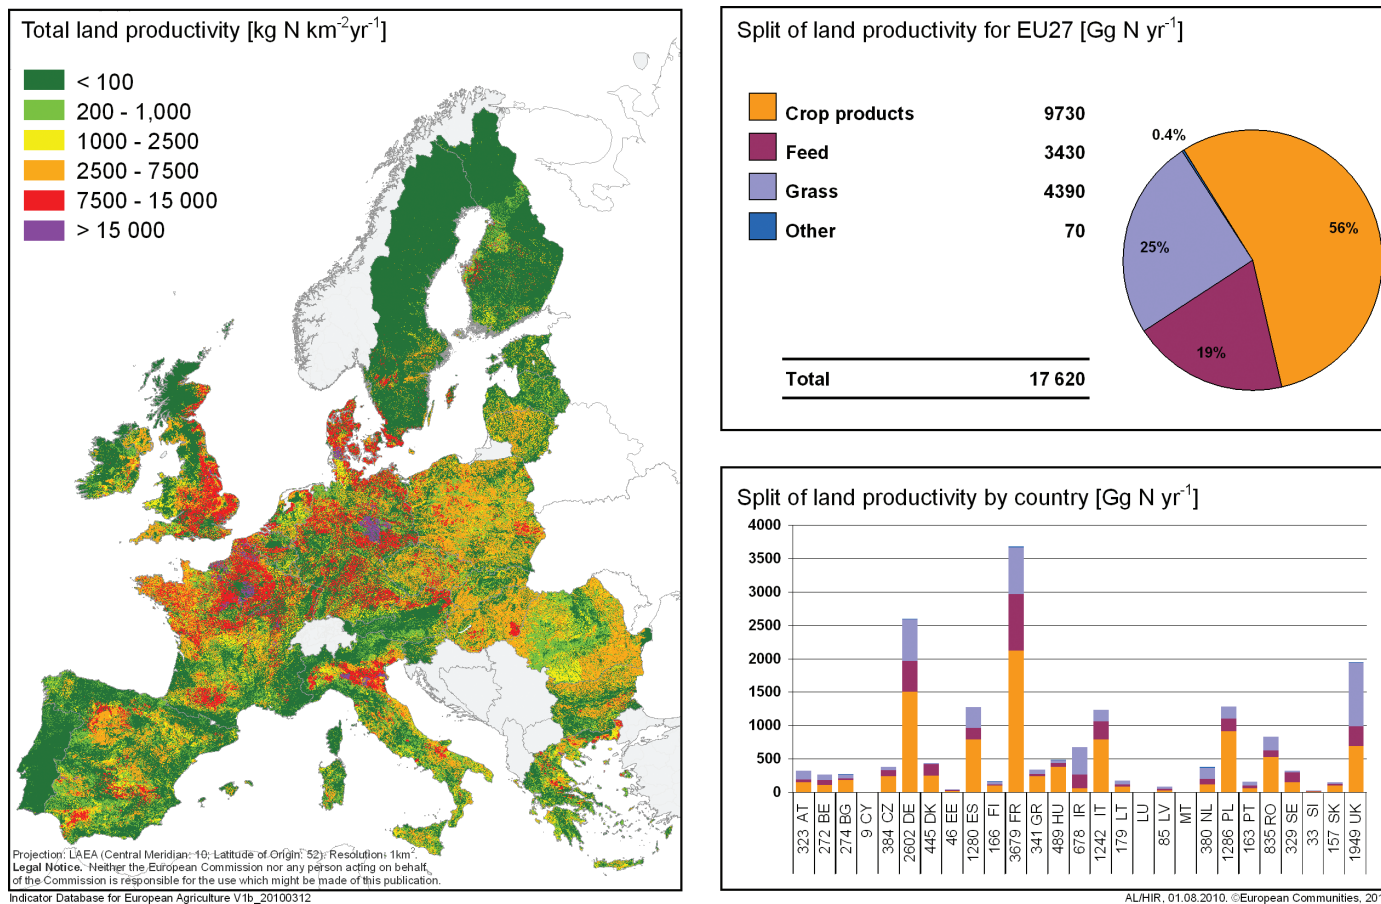 Total land productivity [kg N km-2yr-1]
< 100
200 - 1,000
1000 - 2500
2500 - 7500
7500 - 15 000
> 15 000
Projection: LAEA (Central Meridian: 10; Latitude of Origin: 52). Resolution: 1km2.
Legal Notice. Neither the European Commission nor any person acting on behalf
of the Commission is responsible for the use which might be made of this publication.
Indicator Database for European Agriculture V1b_20100312
Split of land productivity for EU27 [Gg N yr-1]
Crop products 9730
Feed 3430
Grass 4390
Other 70
Total 17 620
0.4%
56%
25%
19%
Split of land productivity by country [Gg N yr-1]
4000
3500
3000
2500
2000
1500
1000
500
0
323 AT
272 BE
274 BG
9 CY
384 CZ
2602 DE
445 DK
46 EE
1280 ES
166 FI
3679 FR
341 GR
489 HU
678 IR
1242 IT
179 LT
LU
85 LV
MT
380 NL
1286 PL
163 PT
835 RO
329 SE
33 SI
157 SK
1949 UK
AL/HIR, 01.08.2010. ©European Communities, 201